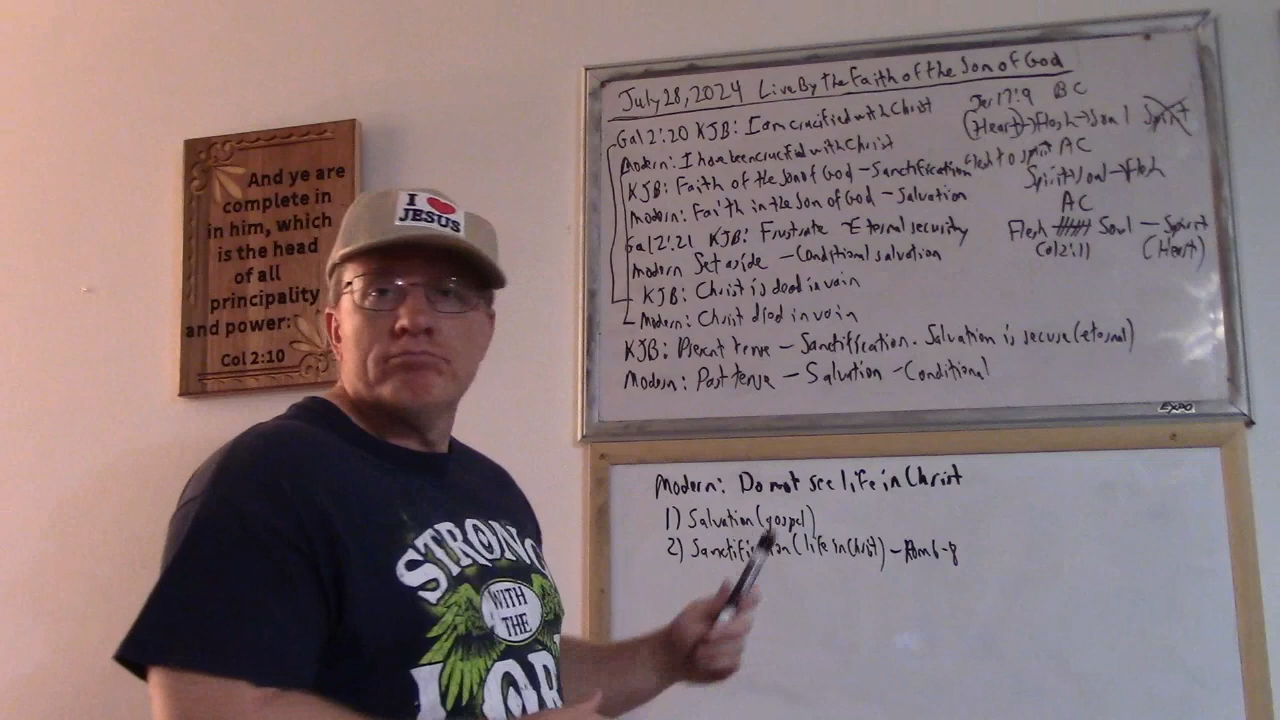 And ye are
complete in
in him, which
is the head
of all
principality
and power:
Col 2:10
I ❤ JESUS
STRONG
WITH
THE
LOR
July 28, 2024 Live By the Faith of the Son of God
Gal 2:20 KJB: I am crucified with Christ
Modern: I have been crucified with Christ
KJB: Faith of the Son of God - Sanctification
Modern: Faith in the Son of God - Salvation
Gal 2:21 KJB: Frustrate - Eternal security
Modern Set aside - Conditional salvation
KJB: Christ is dead in vain
Modern: Christ died in vain
KJB: Present tense - Sanctification. Salvation is secure (eternal)
Modern: Past tense - Salvation - Conditional
Jer 17:9 BC
(Heart) → Flesh → Soul Spirit
Flesh to spirit AC
Spirit → Soul → Flesh
AC
Flesh Soul - Spirit
Col 2:11 (Heart)
EXPO
Modern: Do not see life in Christ
1) Salvation (gospel)
2) Sanctification (life in Christ) - Rom 6-8